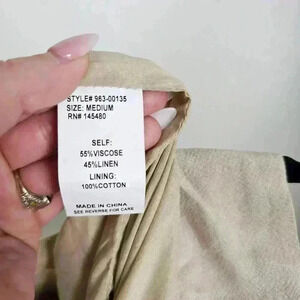 STYLE# 963-00135
SIZE: MEDIUM
RN# 145480
SELF:
55%VISCOSE
45%LINEN
LINING:
100%COTTON
MADE IN CHINA
SEE REVERSE FOR CARE